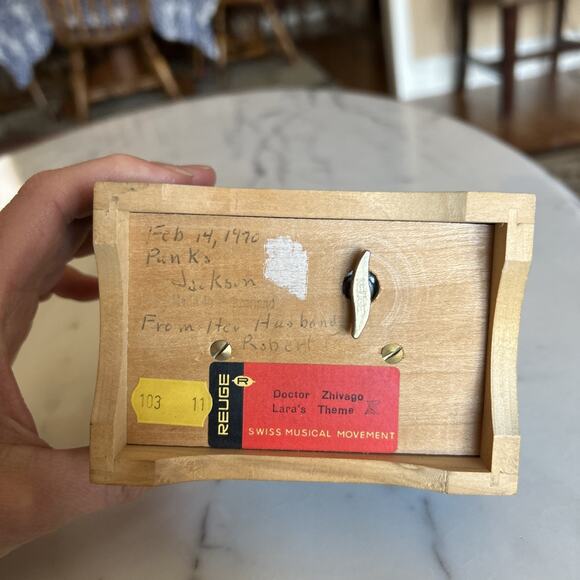 Feb 14, 1970
Punks
Jackson
From Her Husband
Robert
103 11
REUGE R
Doctor Zhivago
Lara's Theme
SWISS MUSICAL MOVEMENT